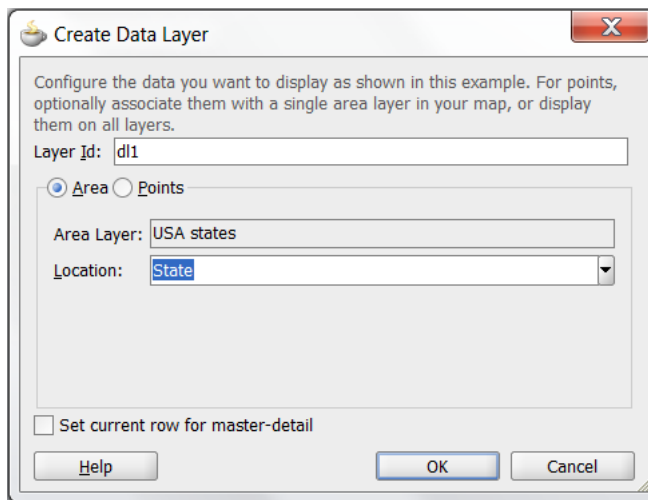 Create Data Layer
X
Configure the data you want to display as shown in this example. For points,
optionally associate them with a single area layer in your map, or display
them on all layers.
Layer Id: dl1
Area Points
Area Layer: USA states
Location: State
Set current row for master-detail
Help OK Cancel